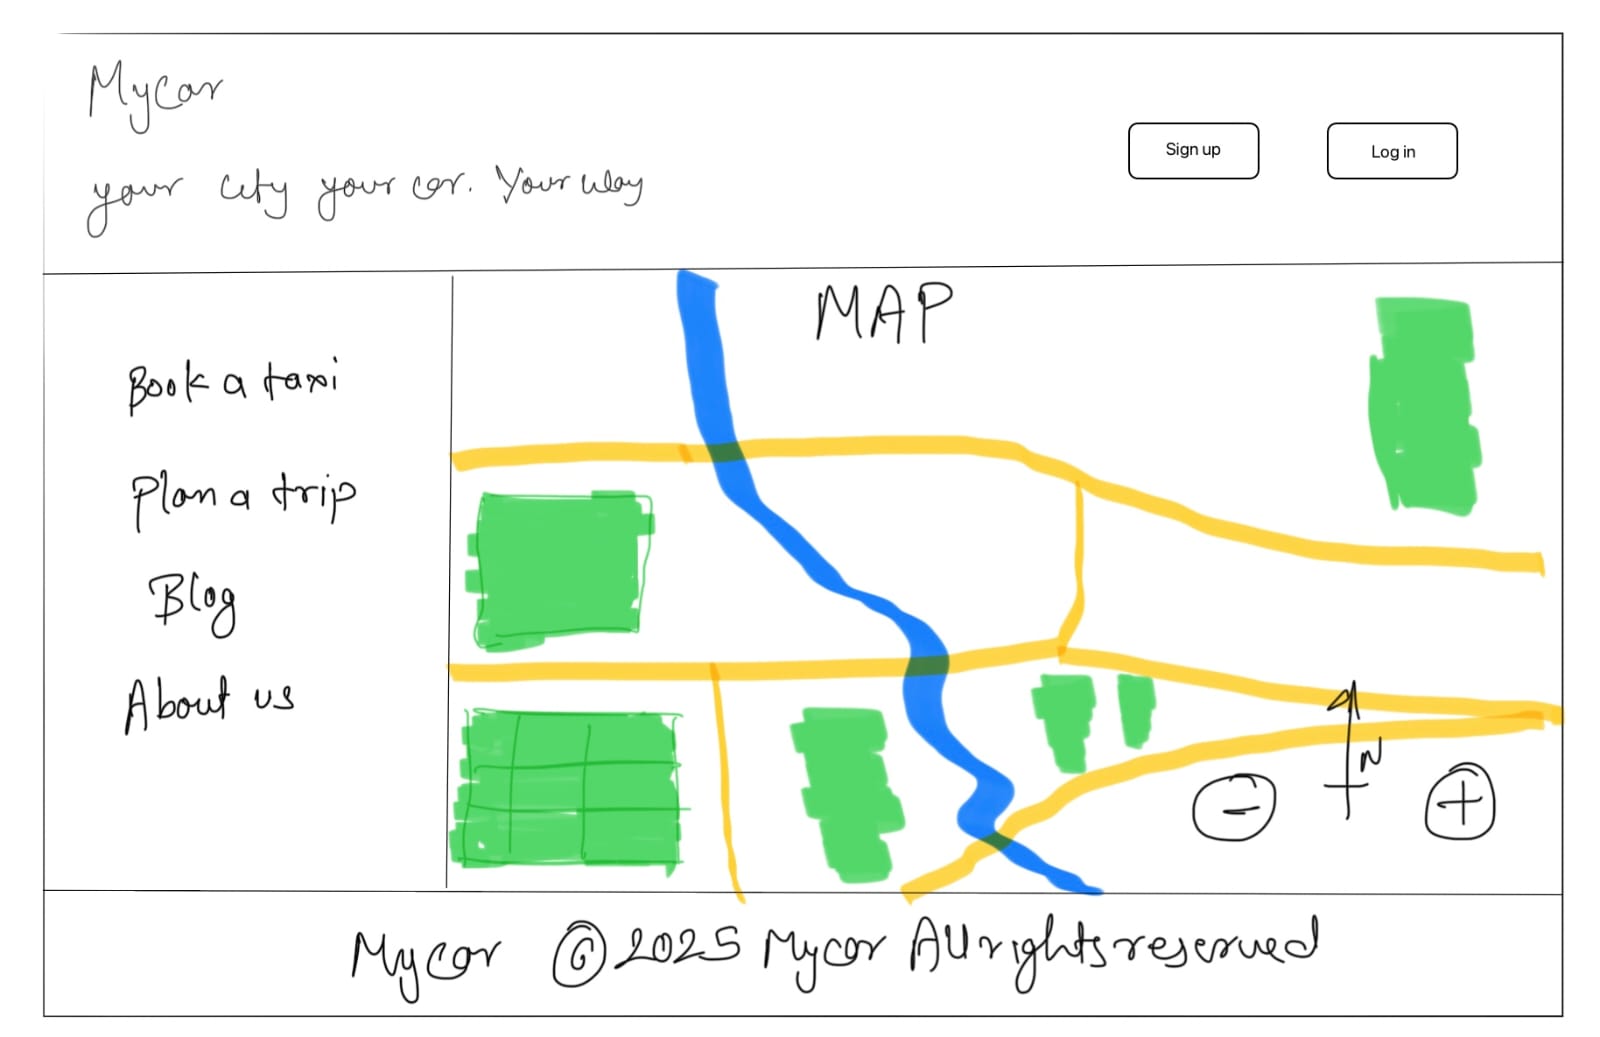 Mycar
your city your car. Your way
Sign up
Log in
MAP
Book a taxi
Plan a trip
Blog
About us
N
Mycar © 2025 Mycar All rights reserved